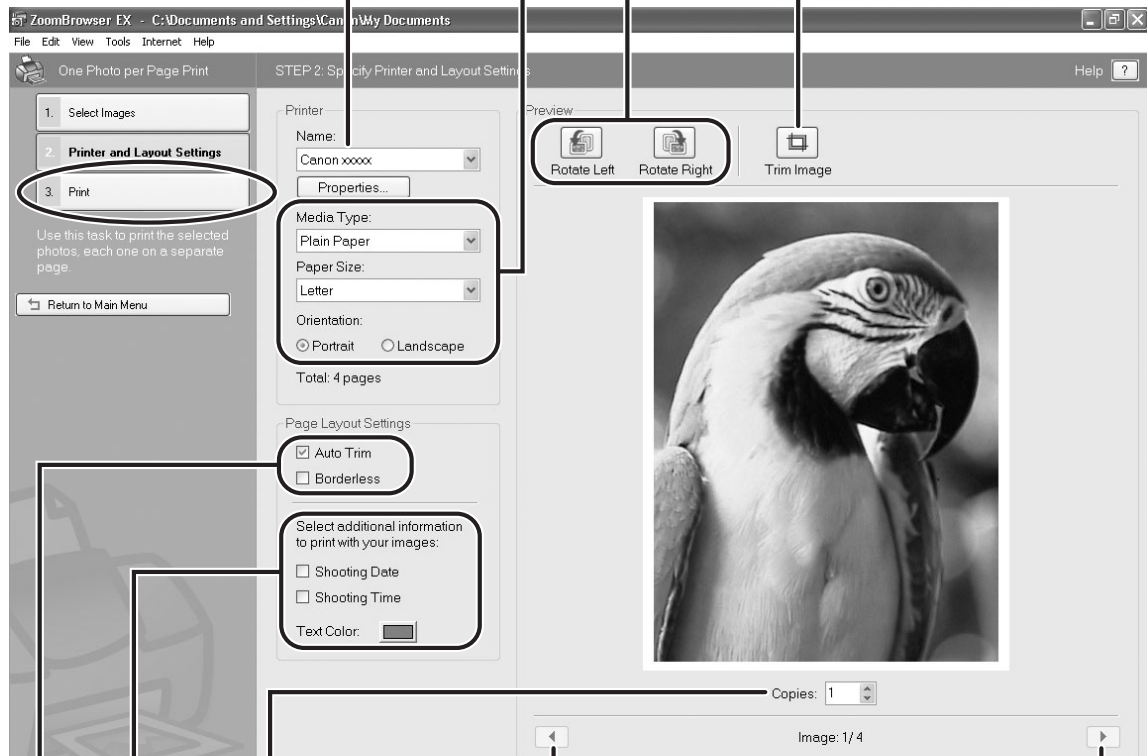 ZoomBrowser EX - C:\Documents and Settings\Canon\My Documents
File Edit View Tools Internet Help
One Photo per Page Print
STEP 2: Specify Printer and Layout Settings
Help ?
1. Select Images
2. Printer and Layout Settings
3. Print
Use this task to print the selected
photos, each one on a separate
page.
Return to Main Menu
Printer
Name:
Canon xxxxx
Properties...
Media Type:
Plain Paper
Paper Size:
Letter
Orientation:
Portrait Landscape
Total: 4 pages
Page Layout Settings
Auto Trim
Borderless
Select additional information
to print with your images:
Shooting Date
Shooting Time
Text Color:
Preview
Rotate Left Rotate Right Trim Image
Copies: 1
Image: 1/4